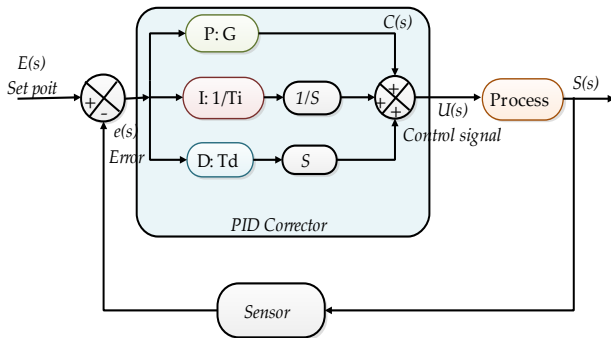 P: G
C(s)
E(s)
Set poit
+
-
e(s)
Error
I: 1/Ti
1/S
+
+
+
U(s)
Control signal
Process
S(s)
D: Td
S
PID Corrector
Sensor